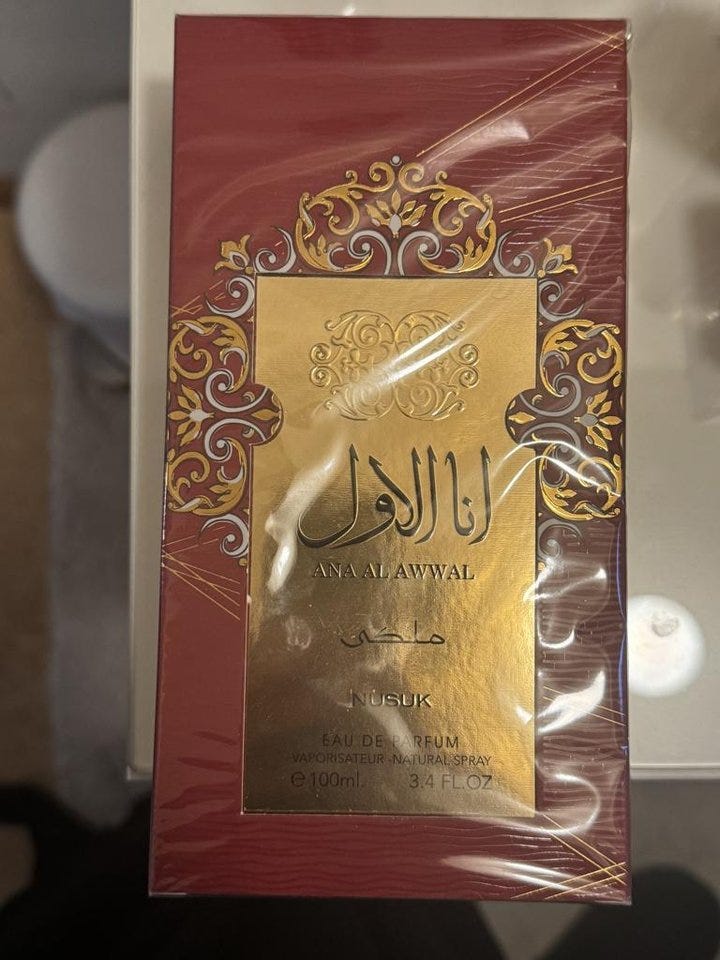 انا الاول
ANA AL AWWAL
ملكي
NUSUK
EAU DE PARFUM
VAPORISATEUR - NATURAL SPRAY
℮100ml. 3.4 FL.OZ